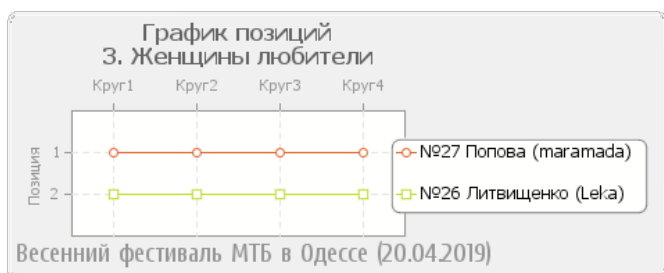 График позиций
3. Женщины любители
Круг1 Круг2 Круг3 Круг4
Позиция
1
2
№27 Попова (maramada)
№26 Литвищенко (Leka)
Весенний фестиваль МТБ в Одессе (20.04.2019)